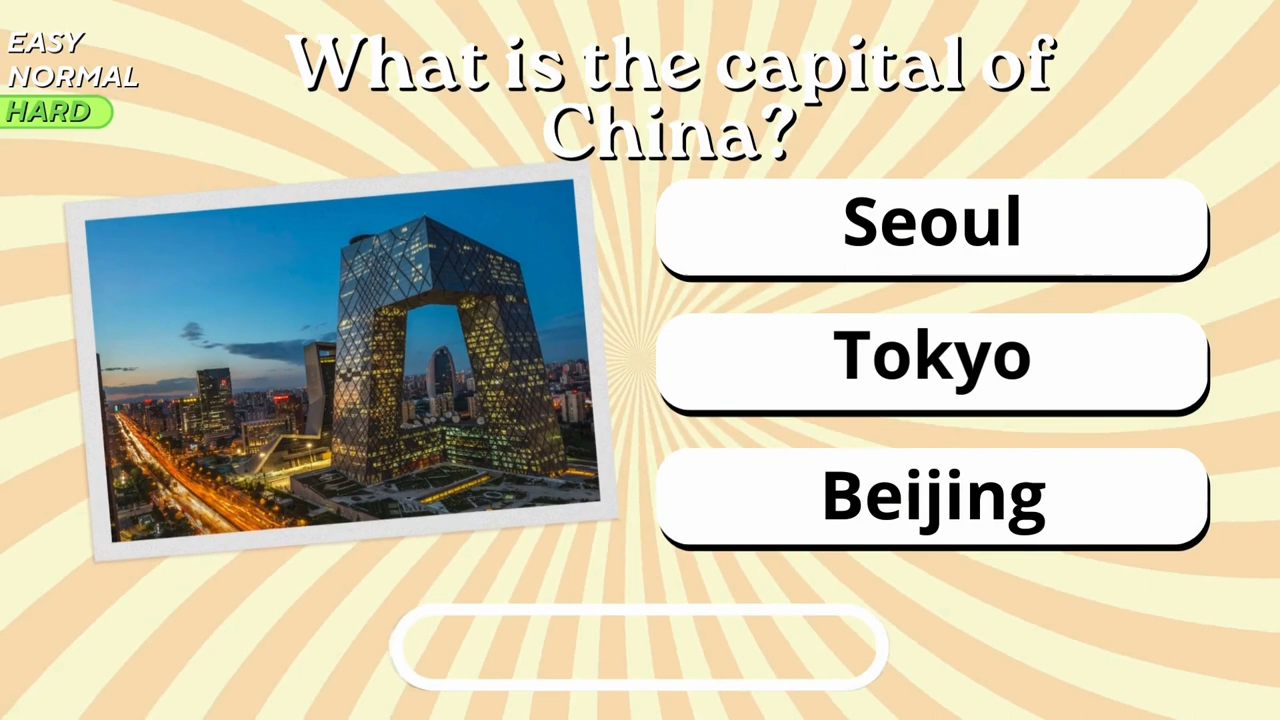 EASY
NORMAL
HARD
What is the capital of
China?
Seoul
Tokyo
Beijing